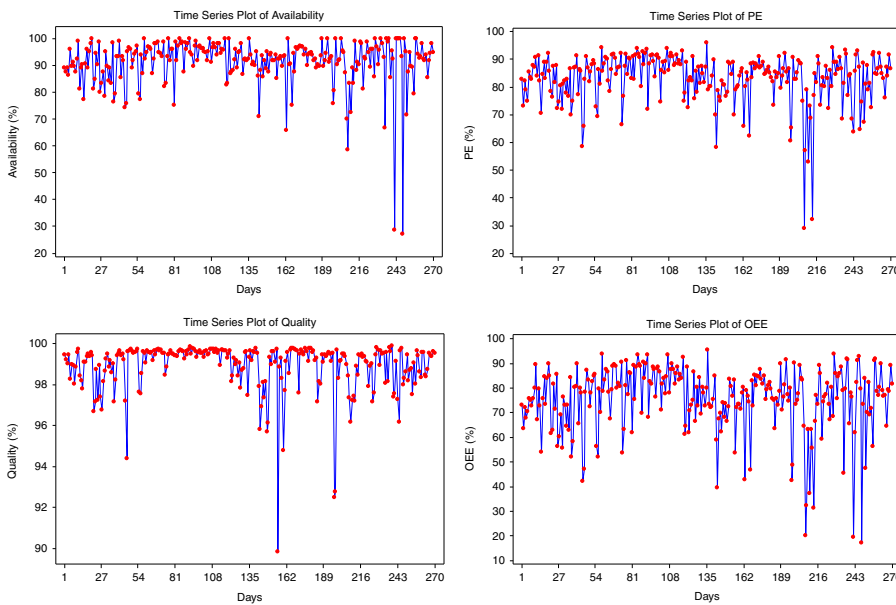 Time Series Plot of Availability
100
90
80
70
60
50
40
30
20
Availability (%)
1 27 54 81 108 135 162 189 216 243 270
Days
Time Series Plot of PE
100
90
80
70
60
50
40
30
20
PE (%)
1 27 54 81 108 135 162 189 216 243 270
Days
Time Series Plot of Quality
100
98
96
94
92
90
Quality (%)
1 27 54 81 108 135 162 189 216 243 270
Days
Time Series Plot of OEE
100
90
80
70
60
50
40
30
20
10
OEE (%)
1 27 54 81 108 135 162 189 216 243 270
Days